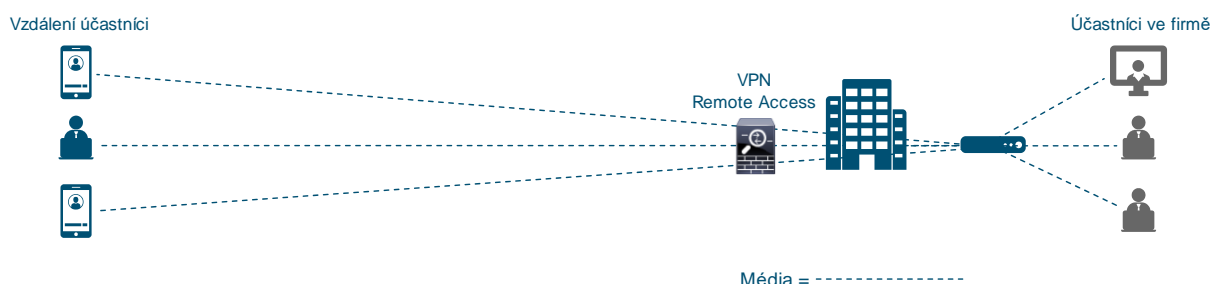 Vzdálení účastníci
Účastníci ve firmě
VPN
Remote Access
Média =